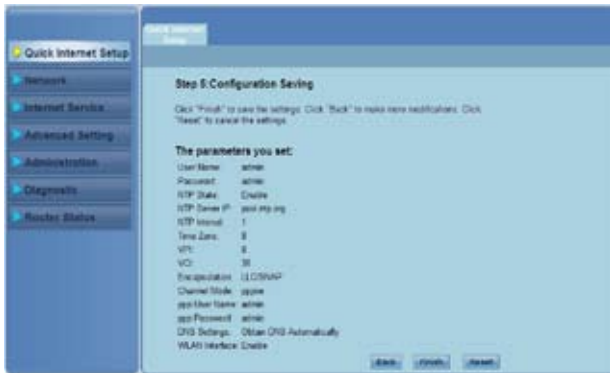 Quick Internet
Setup
Quick Internet Setup
Network
Internet Service
Advanced Setting
Administration
Diagnostic
Router Status
Step 5:Configuration Saving
Click "Finish" to save the settings. Click "Back" to make more modifications. Click
"Reset" to cancel the settings.
The parameters you set:
User Name: admin
Password: admin
NTP State: Enable
NTP Server IP: pool.ntp.org
NTP Interval: 1
Time Zone:
VPI:
VCI:
Encapsulation: LLC/SNAP
Channel Mode: pppoe
ppp User Name: admin
ppp Password: admin
DNS Settings: Obtain DNS Automatically
WLAN Interface: Enable
Back Finish Reset